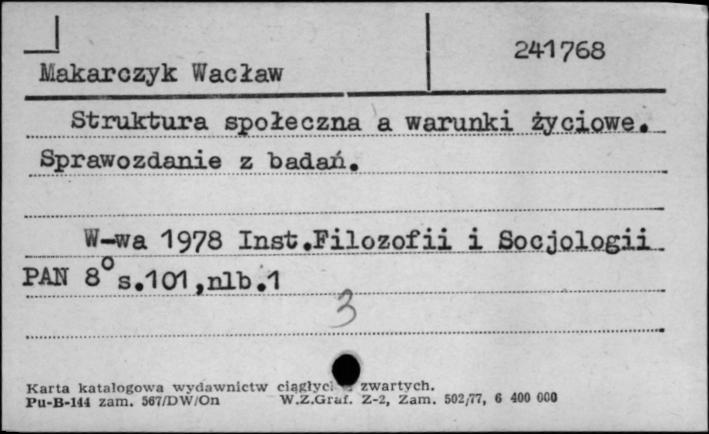 241768
Makarczyk Wacław
Struktura społeczna a warunki życiowe.
Sprawozdanie z badań.
W-wa 1978 Inst.Filozofii i Socjologii
PAN 8° s.101,nlb.1
3
Karta katalogowa wydawnictw zwartych.
Pu-B-144 zam. 567/DW/On W.Z.Graf. Z-2, Zam. 502/77, 6 400 000